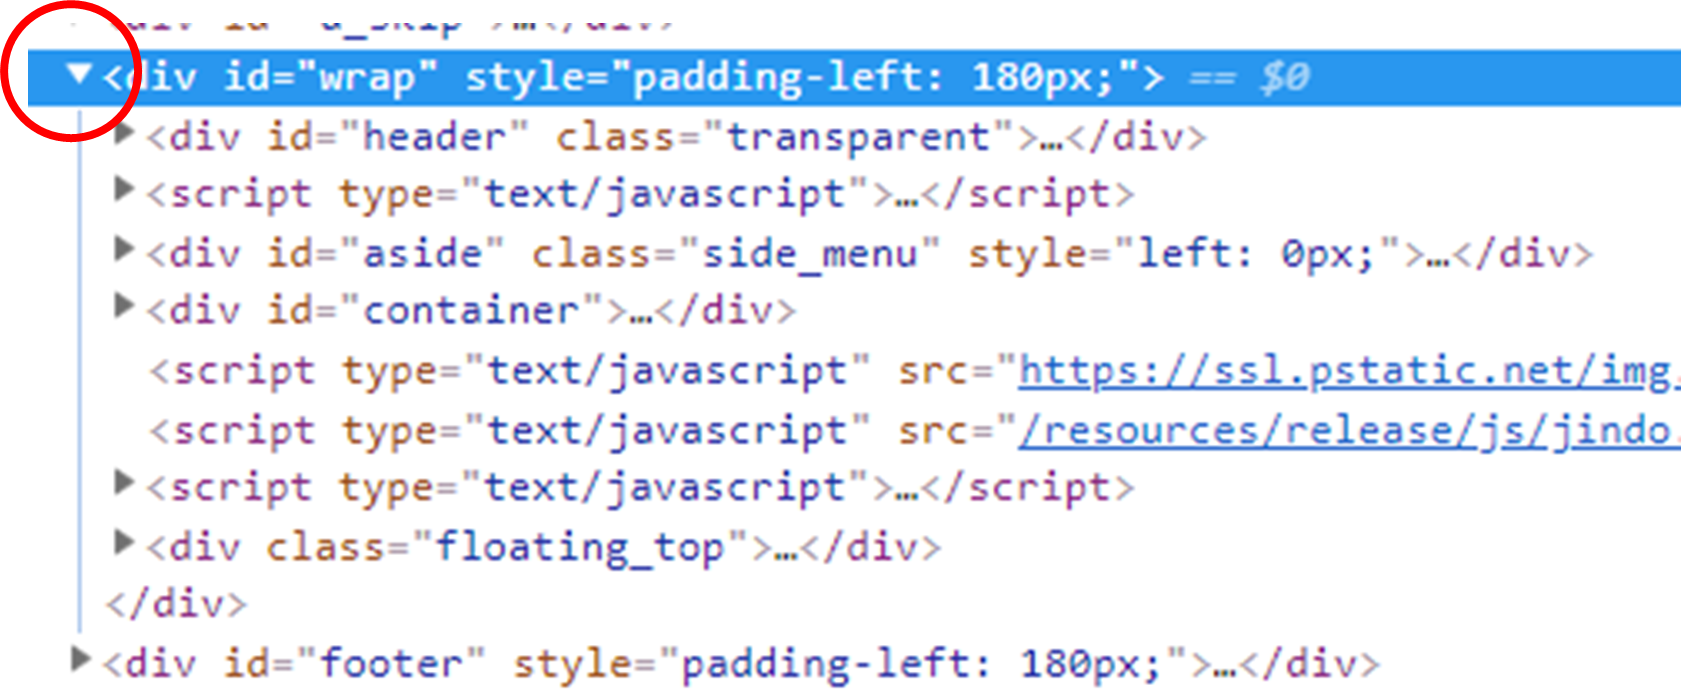 <div id="wrap" style="padding-left: 180px;"> == $0
<div id="header" class="transparent">…</div>
<script type="text/javascript">…</script>
<div id="aside" class="side_menu" style="left: 0px;">…</div>
<div id="container">…</div>
<script type="text/javascript" src="https://ssl.pstatic.net/img.
<script type="text/javascript" src="/resources/release/js/jindo.
<script type="text/javascript">…</script>
<div class="floating_top">…</div>
</div>
<div id="footer" style="padding-left: 180px;">…</div>